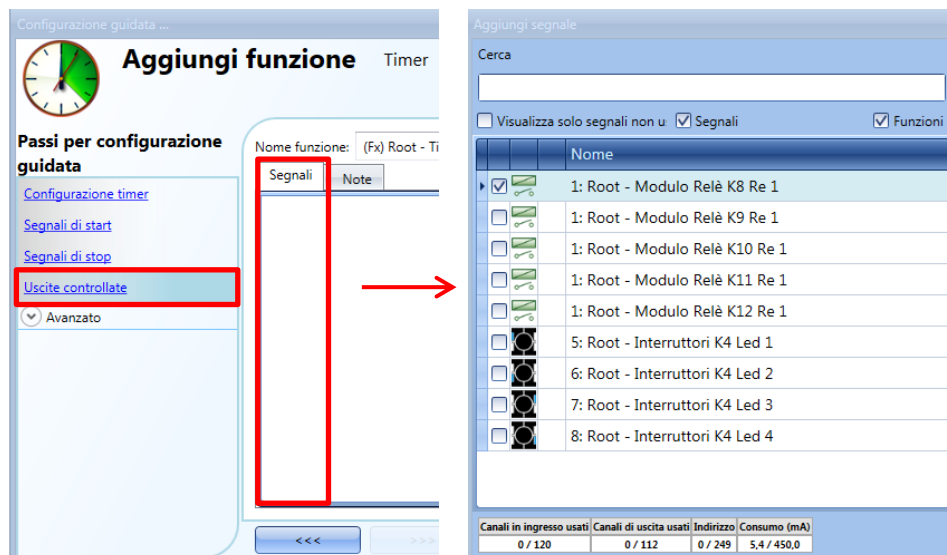 Configurazione guidata ...
Aggiungi funzione Timer
Passi per configurazione
guidata
Configurazione timer
Segnali di start
Segnali di stop
Uscite controllate
Avanzato
Nome funzione: (Fx) Root - Ti
Segnali Note
<<< >>>
Aggiungi segnale
Cerca
Visualizza solo segnali non u Segnali Funzioni
Nome
1: Root - Modulo Relè K8 Re 1
1: Root - Modulo Relè K9 Re 1
1: Root - Modulo Relè K10 Re 1
1: Root - Modulo Relè K11 Re 1
1: Root - Modulo Relè K12 Re 1
5: Root - Interruttori K4 Led 1
6: Root - Interruttori K4 Led 2
7: Root - Interruttori K4 Led 3
8: Root - Interruttori K4 Led 4
Canali in ingresso usati Canali di uscita usati Indirizzo Consumo (mA)
0 / 120 0 / 112 0 / 249 5,4 / 450,0